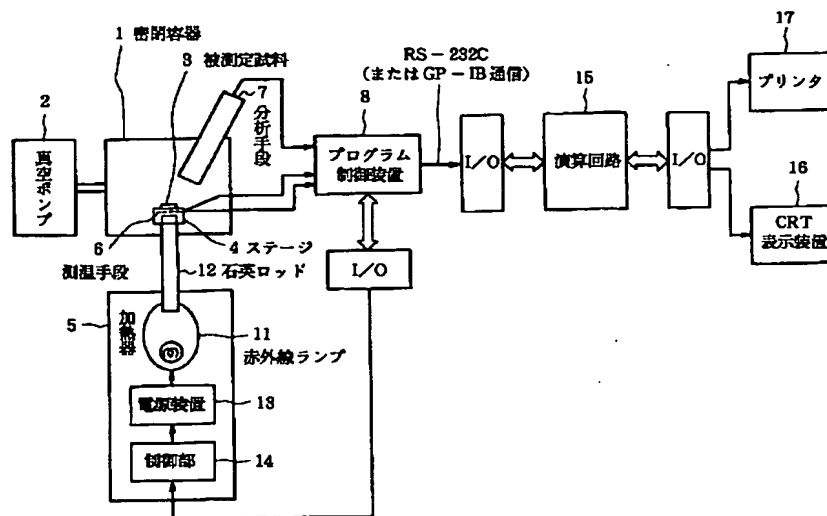 1 密閉容器
3 被測定試料
7
分析手段
2
真空ポンプ
8
プログラム
制御装置
RS-232C
(またはGP-IB通信)
I/O
15
演算回路
I/O
17
プリンタ
16
CRT
表示装置
6
4 ステージ
測温手段
12 石英ロッド
I/O
5
加熱器
11
赤外線ランプ
電源装置
13
制御部
14